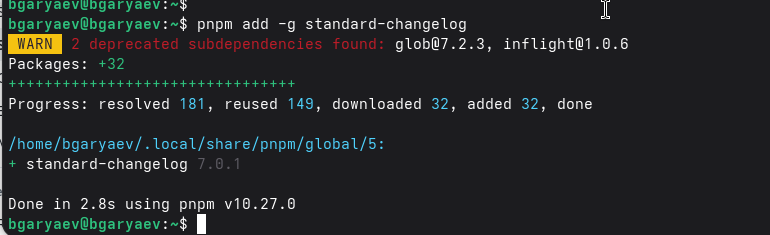 bgaryaev@bgaryaev:~$
bgaryaev@bgaryaev:~$ pnpm add -g standard-changelog
WARN 2 deprecated subdependencies found: glob@7.2.3, inflight@1.0.6
Packages: +32
++++++++++++++++++++++++++++++++
Progress: resolved 181, reused 149, downloaded 32, added 32, done
/home/bgaryaev/.local/share/pnpm/global/5:
+ standard-changelog 7.0.1
Done in 2.8s using pnpm v10.27.0
bgaryaev@bgaryaev:~$